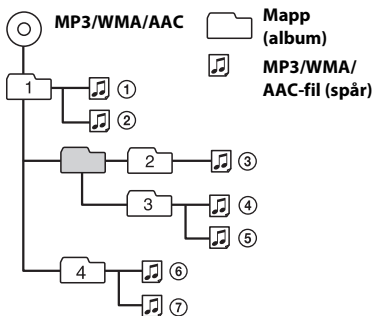 MP3/WMA/AAC
Mapp
(album)
MP3/WMA/
AAC-fil (spår)
1
①
②
2
③
3
④
⑤
4
⑥
⑦